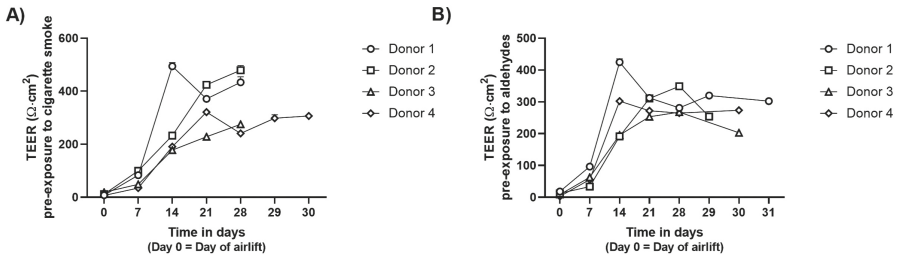 A)
TEER (Ω·cm²)
pre-exposure to cigarette smoke
600
400
200
0
0 7 14 21 28 29 30
Time in days
(Day 0 = Day of airlift)
Donor 1
Donor 2
Donor 3
Donor 4
B)
TEER (Ω·cm²)
pre-exposure to aldehydes
500
400
300
200
100
0
0 7 14 21 28 29 30 31
Time in days
(Day 0 = Day of airlift)
Donor 1
Donor 2
Donor 3
Donor 4